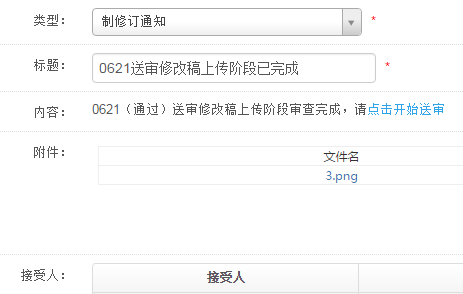 类型： 制修订通知 *
标题： 0621送审修改稿上传阶段已完成 *
内容： 0621（通过）送审修改稿上传阶段审查完成，请点击开始送审
附件：
文件名
3.png
接受人： 接受人